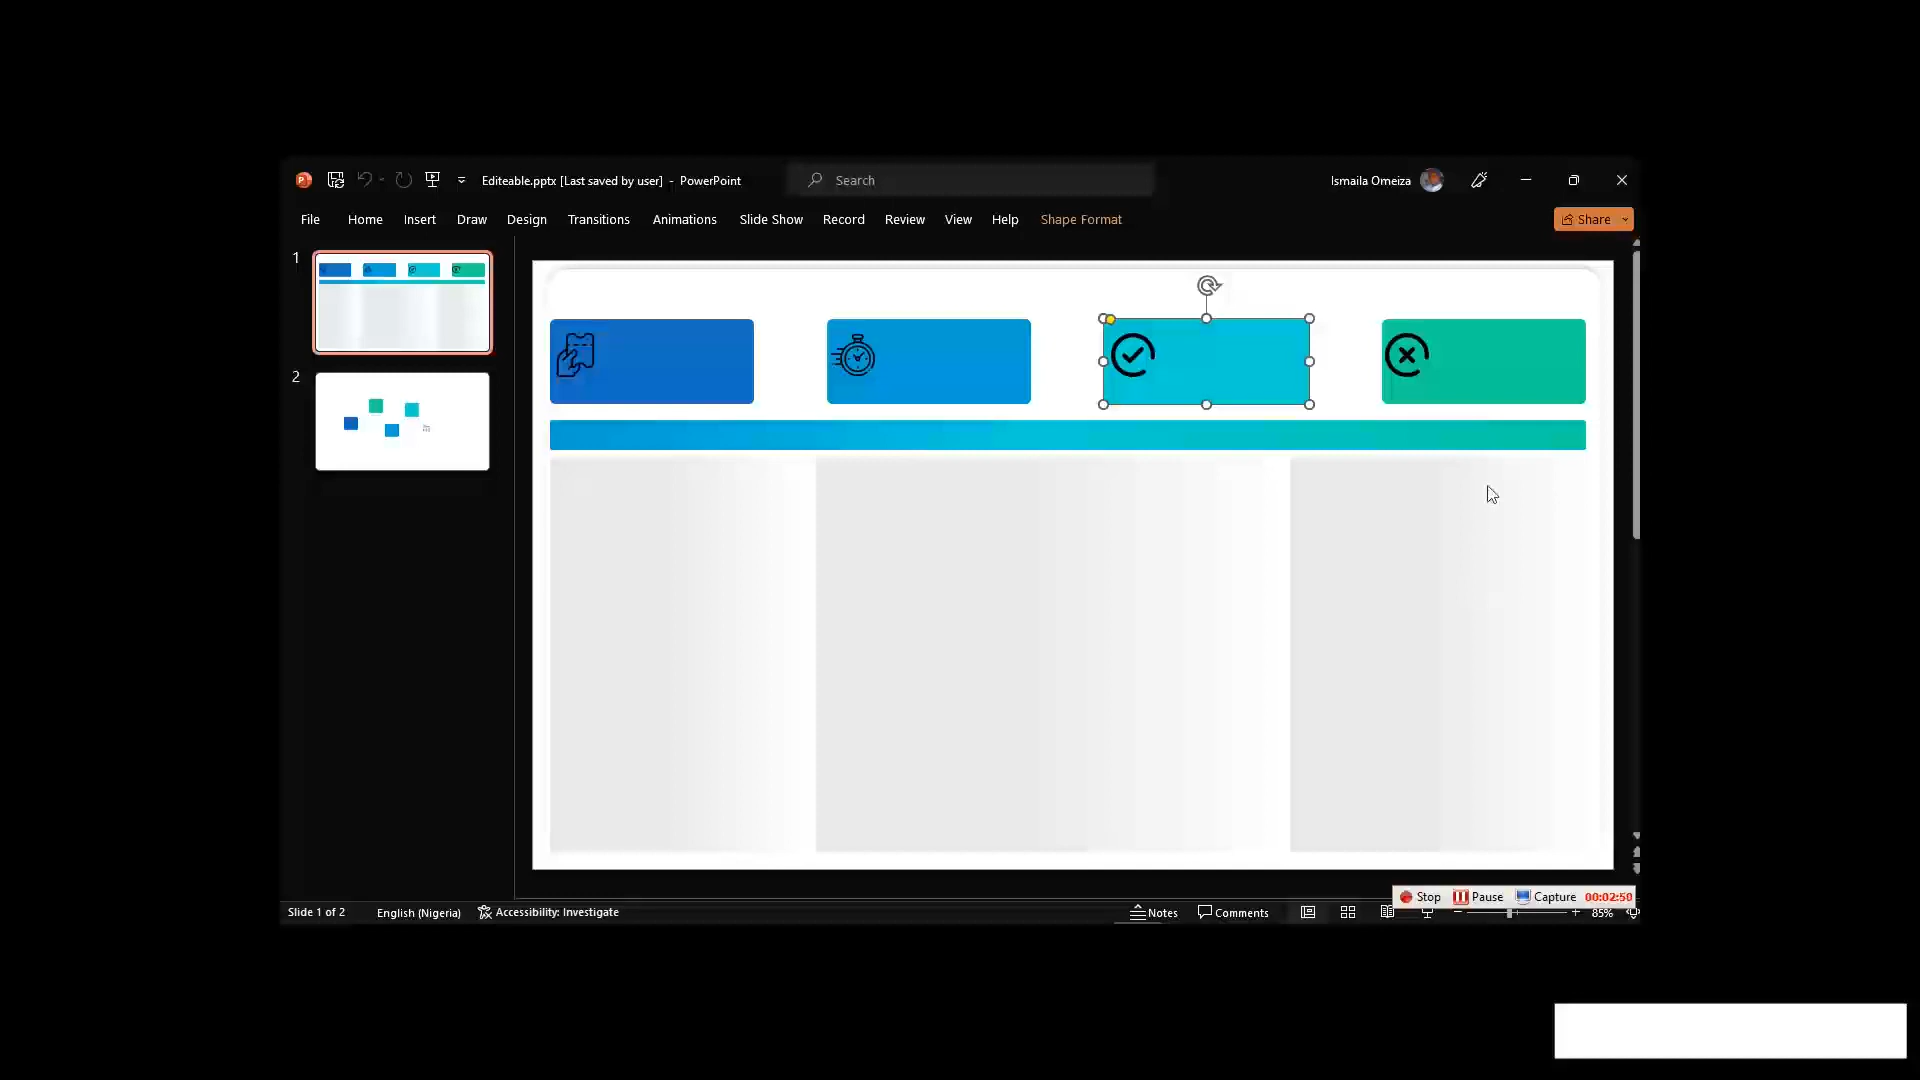 Editeable.pptx [Last saved by user] - PowerPoint
Search
Ismaila Omeiza
File Home Insert Draw Design Transitions Animations Slide Show Record Review View Help Shape Format
Share
1
2
Stop Pause Capture 00:02:50
Slide 1 of 2 English (Nigeria) Accessibility: Investigate Notes Comments 85%